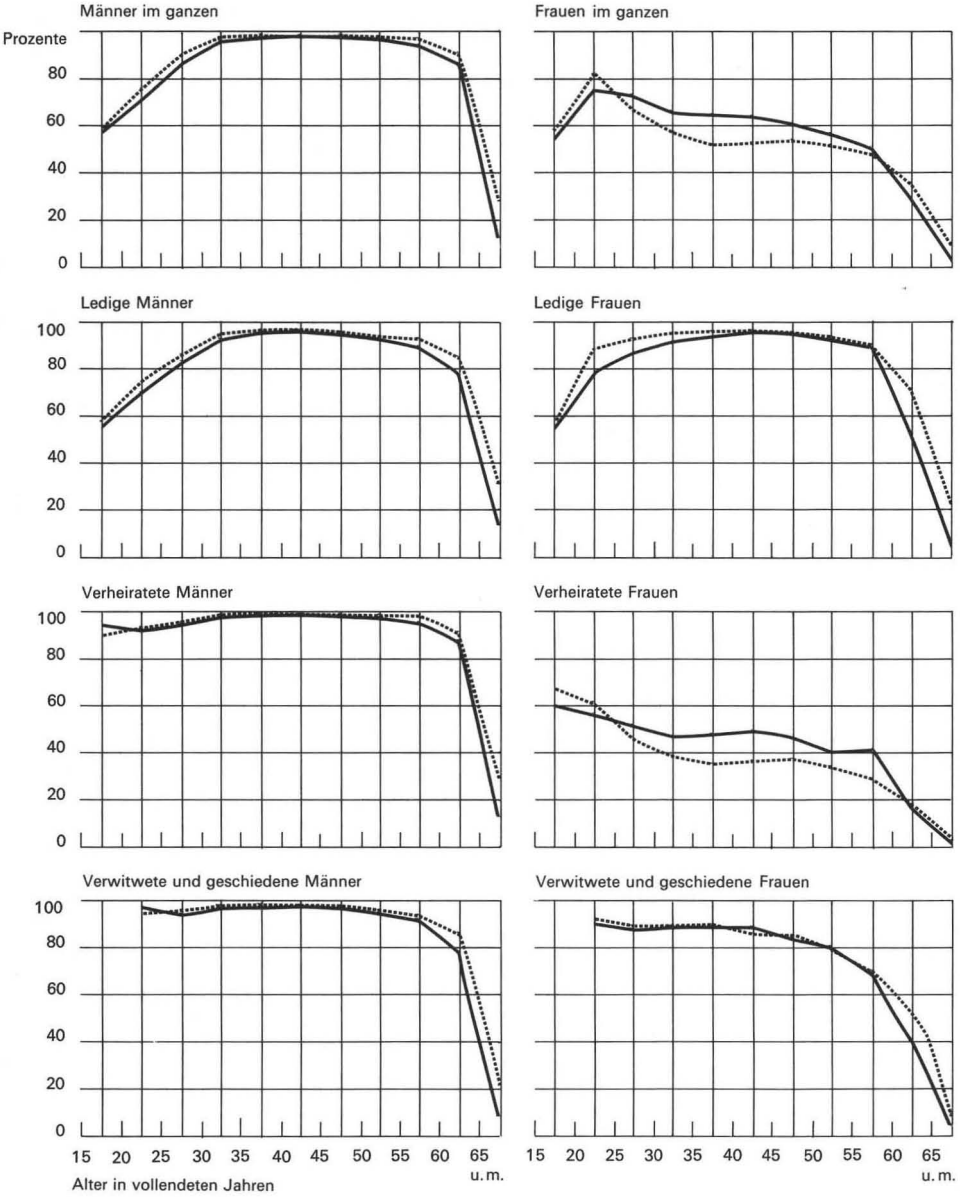 Männer im ganzen
Frauen im ganzen
Prozente
80
60
40
20
0
Ledige Männer
Ledige Frauen
100
80
60
40
20
0
Verheiratete Männer
Verheiratete Frauen
100
80
60
40
20
0
Verwitwete und geschiedene Männer
Verwitwete und geschiedene Frauen
100
80
60
40
20
0
15 20 25 30 35 40 45 50 55 60 65
u.m.
15 20 25 30 35 40 45 50 55 60 65
u.m.
Alter in vollendeten Jahren